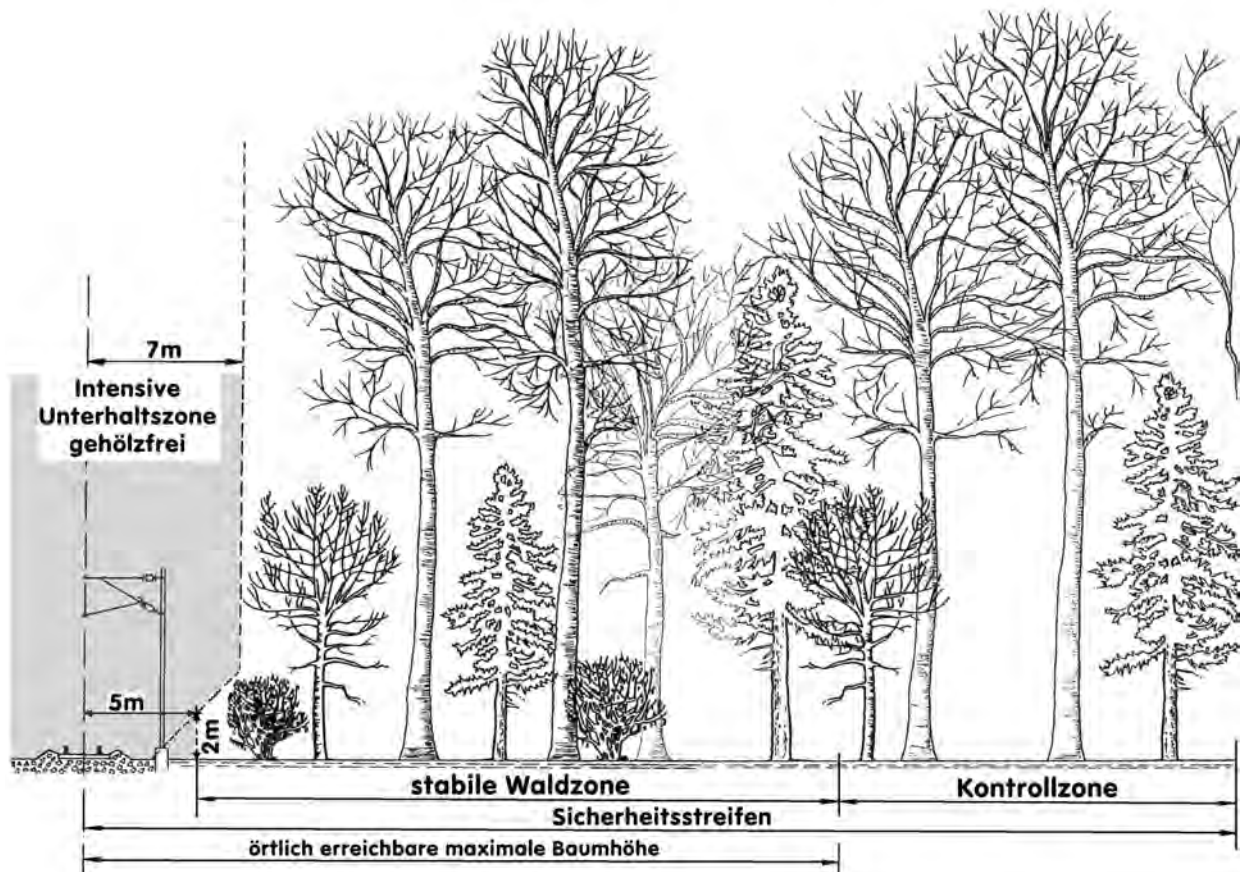 7m
Intensive
Unterhaltszone
gehölzfrei
5m
2m
stabile Waldzone
Kontrollzone
Sicherheitsstreifen
örtlich erreichbare maximale Baumhöhe